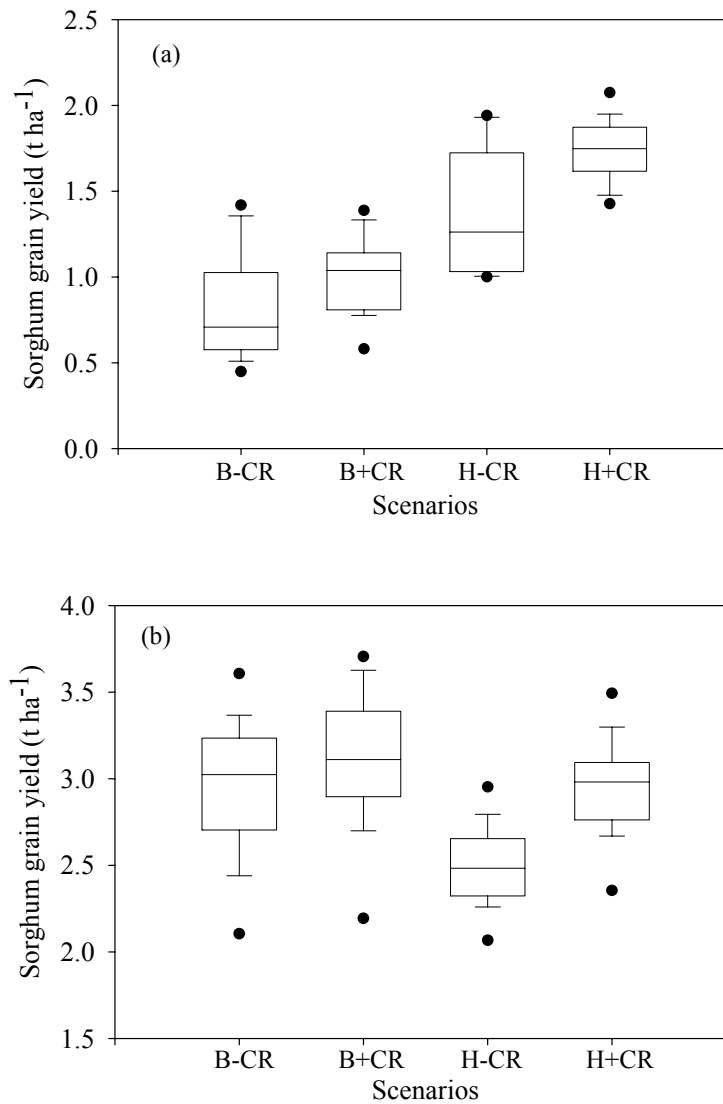 (a)
Sorghum grain yield (t ha⁻¹)
2.5
2.0
1.5
1.0
0.5
0.0
B-CR B+CR H-CR H+CR
Scenarios
(b)
Sorghum grain yield (t ha⁻¹)
4.0
3.5
3.0
2.5
2.0
1.5
B-CR B+CR H-CR H+CR
Scenarios